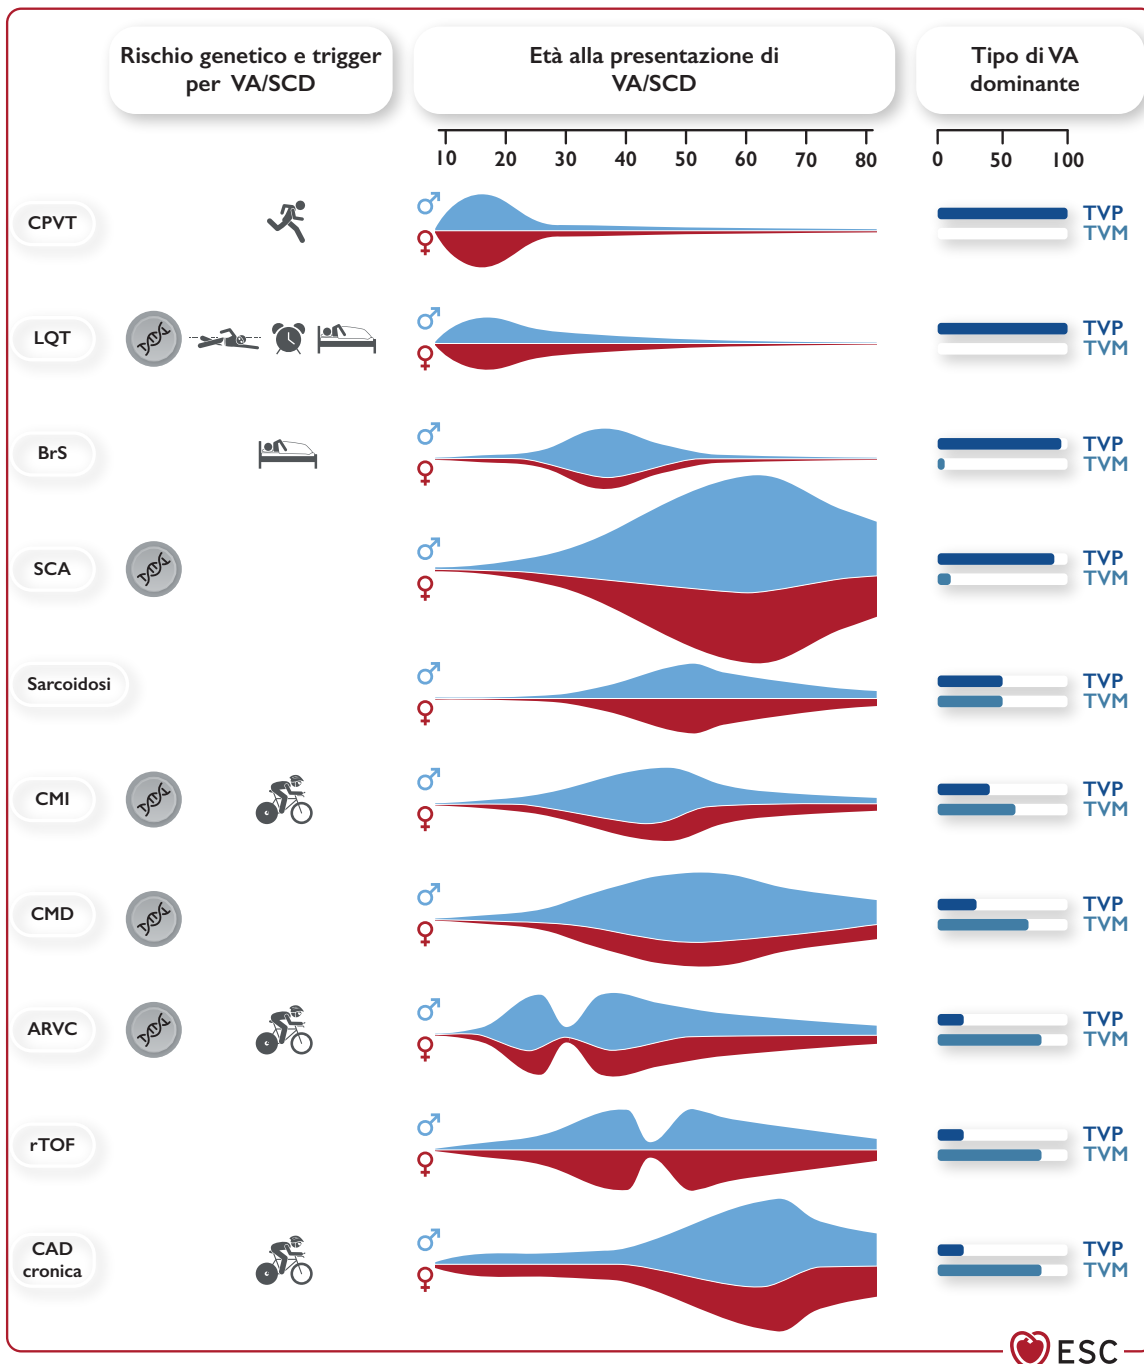 Rischio genetico e trigger
per VA/SCD
Età alla presentazione di
VA/SCD
Tipo di VA
dominante
10 20 30 40 50 60 70 80
0 50 100
CPVT
TVP
TVM
LQT
TVP
TVM
BrS
TVP
TVM
SCA
TVP
TVM
Sarcoidosi
TVP
TVM
CMI
TVP
TVM
CMD
TVP
TVM
ARVC
TVP
TVM
rTOF
TVP
TVM
CAD
cronica
TVP
TVM
ESC